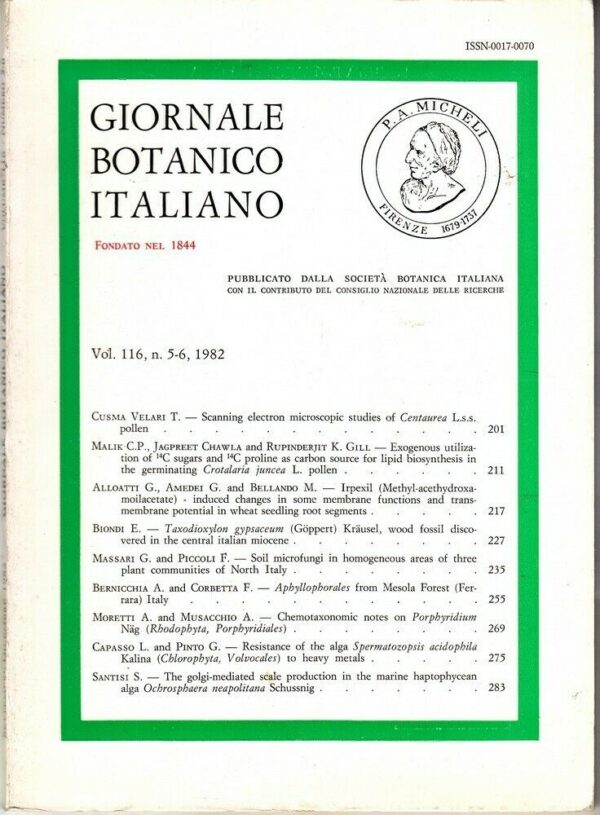 ISSN-0017-0070
GIORNALE
BOTANICO
ITALIANO
FONDATO NEL 1844
P. A. MICHELI
FIRENZE 1679-1737
PUBBLICATO DALLA SOCIETÀ BOTANICA ITALIANA
CON IL CONTRIBUTO DEL CONSIGLIO NAZIONALE DELLE RICERCHE
Vol. 116, n. 5-6, 1982
CUSMA VELARI T. — Scanning electron microscopic studies of Centaurea L.s.s.
pollen . . . . . . . . . . . . . . 201
MALIK C.P., JAGPREET CHAWLA and RUPINDERJIT K. GILL — Exogenous utiliza-
tion of ¹⁴C sugars and ¹⁴C proline as carbon source for lipid biosynthesis in
the germinating Crotalaria juncea L. pollen . . . . . . 211
ALLOATTI G., AMEDEI G. and BELLANDO M. — Irpexil (Methyl-acethydroxa-
moilacetate) - induced changes in some membrane functions and trans-
membrane potential in wheat seedling root segments . . . . . 217
BIONDI E. — Taxodioxylon gypsaceum (Göppert) Kräusel, wood fossil disco-
vered in the central italian miocene . . . . . . . . 227
MASSARI G. and PICCOLI F. — Soil microfungi in homogeneous areas of three
plant communities of North Italy . . . . . . . . 235
BERNICCHIA A. and CORBETTA F. — Aphyllophorales from Mesola Forest (Fer-
rara) Italy . . . . . . . . . . . . . 255
MORETTI A. and MUSACCHIO A. — Chemotaxonomic notes on Porphyridium
Näg (Rhodophyta, Porphyridiales) . . . . . . . . 269
CAPASSO L. and PINTO G. — Resistance of the alga Spermatozopsis acidophila
Kalina (Chlorophyta, Volvocales) to heavy metals . . . . . 275
SANTISI S. — The golgi-mediated scale production in the marine haptophycean
alga Ochrosphaera neapolitana Schussnig . . . . . . 283